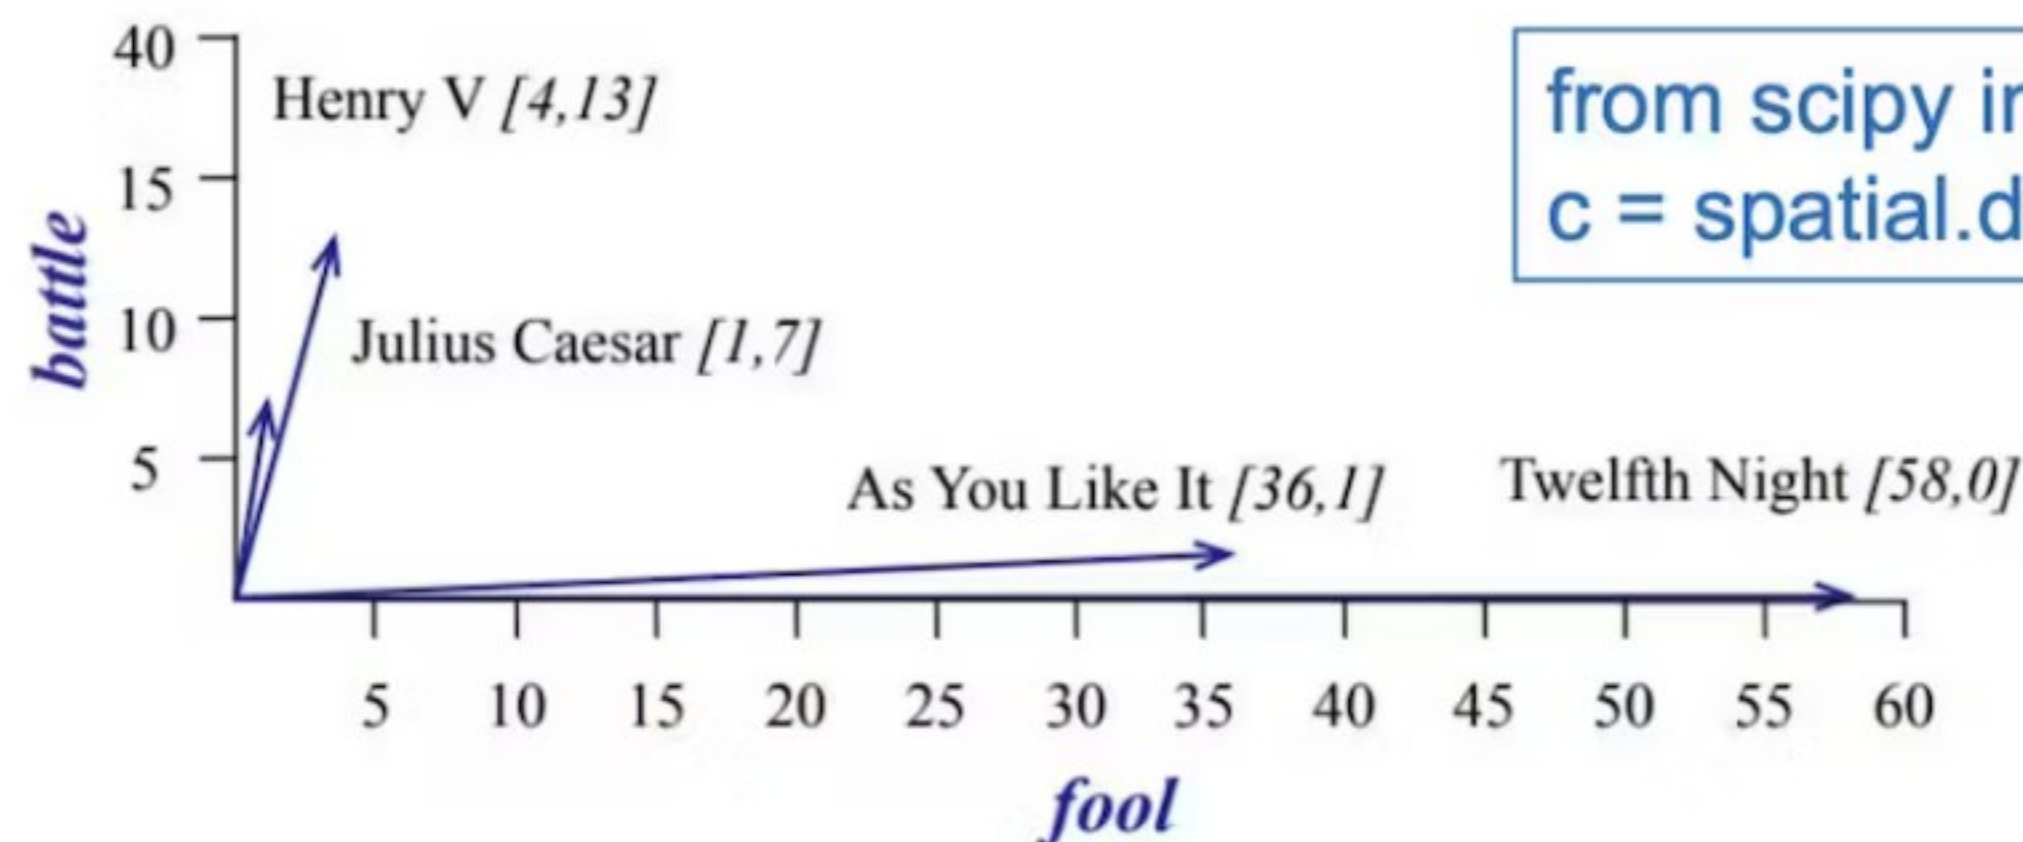 40
Henry V [4,13]
from scipy
15
c = spatial.d
battle
10
Julius Caesar [1,7]
5
As You Like It [36,1]
Twelfth Night [58,0]
5 10 15 20 25 30 35 40 45 50 55 60
fool